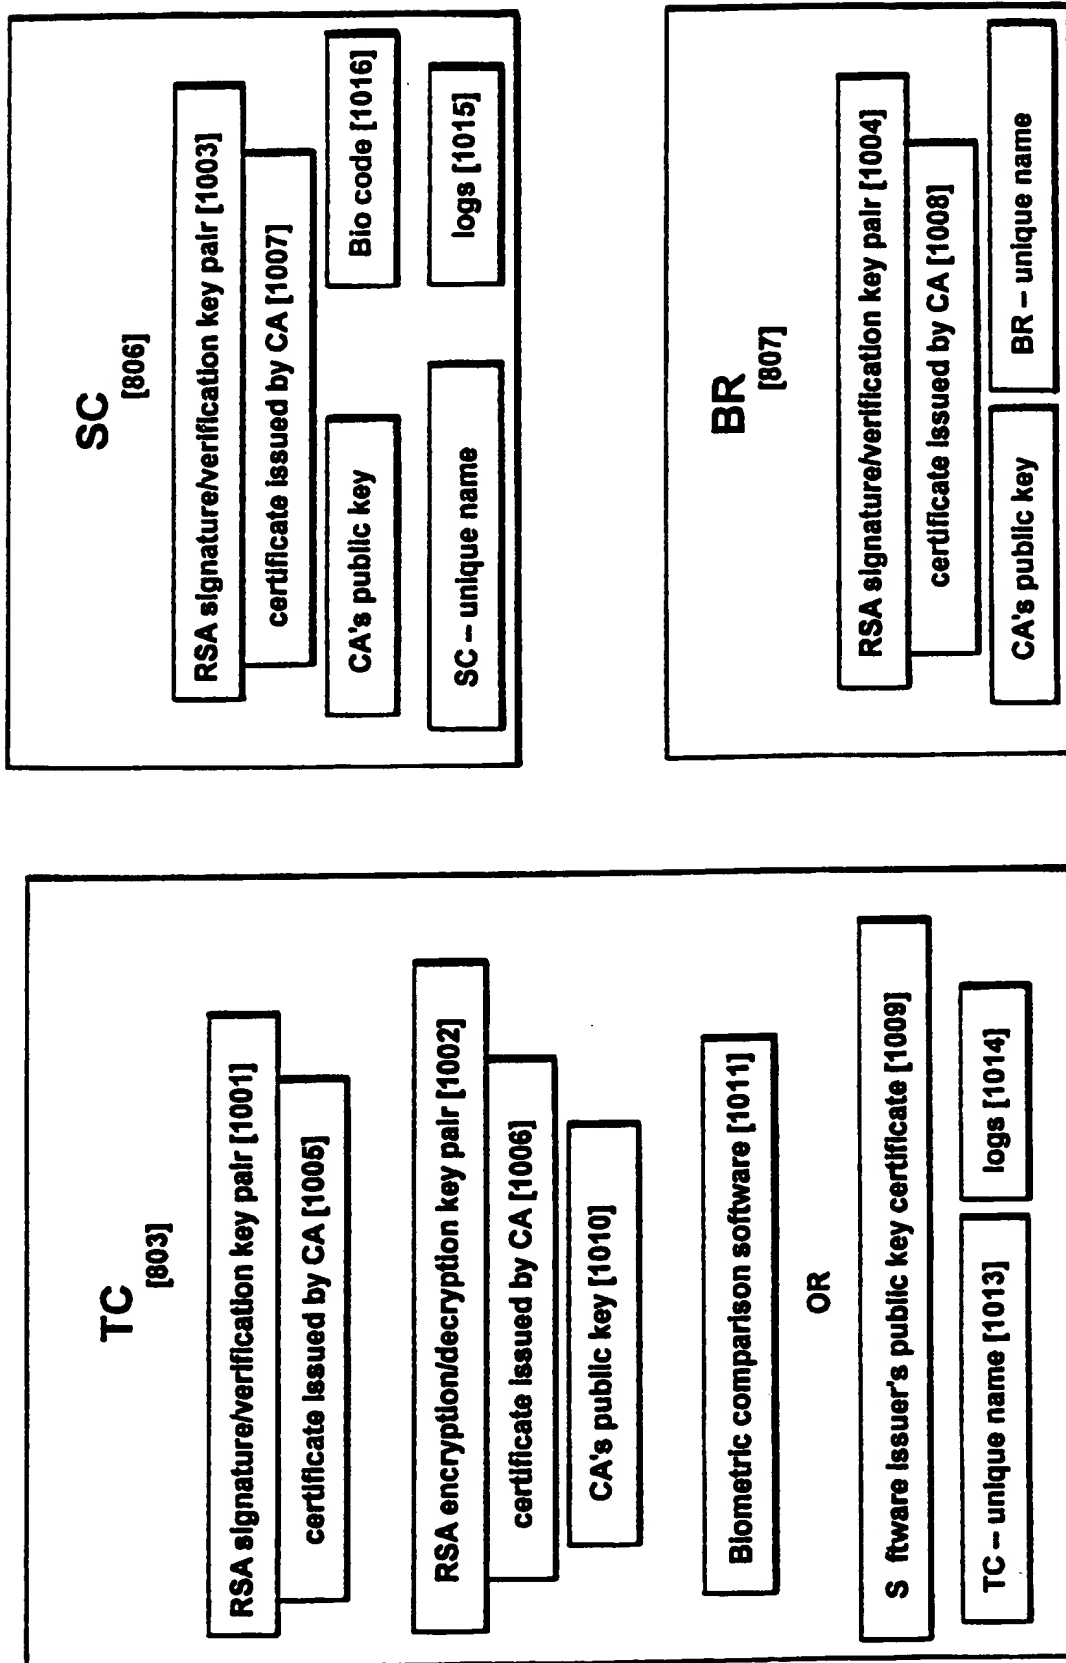 TC
[803]
RSA signature/verification key pair [1001]
certificate issued by CA [1005]
RSA encryption/decryption key pair [1002]
certificate issued by CA [1006]
CA's public key [1010]
Biometric comparison software [1011]
OR
S ftware issuer's public key certificate [1009]
TC – unique name [1013]
logs [1014]
SC
[806]
RSA signature/verification key pair [1003]
certificate issued by CA [1007]
CA's public key
Bio code [1016]
SC – unique name
logs [1015]
BR
[807]
RSA signature/verification key pair [1004]
certificate issued by CA [1008]
CA's public key
BR – unique name